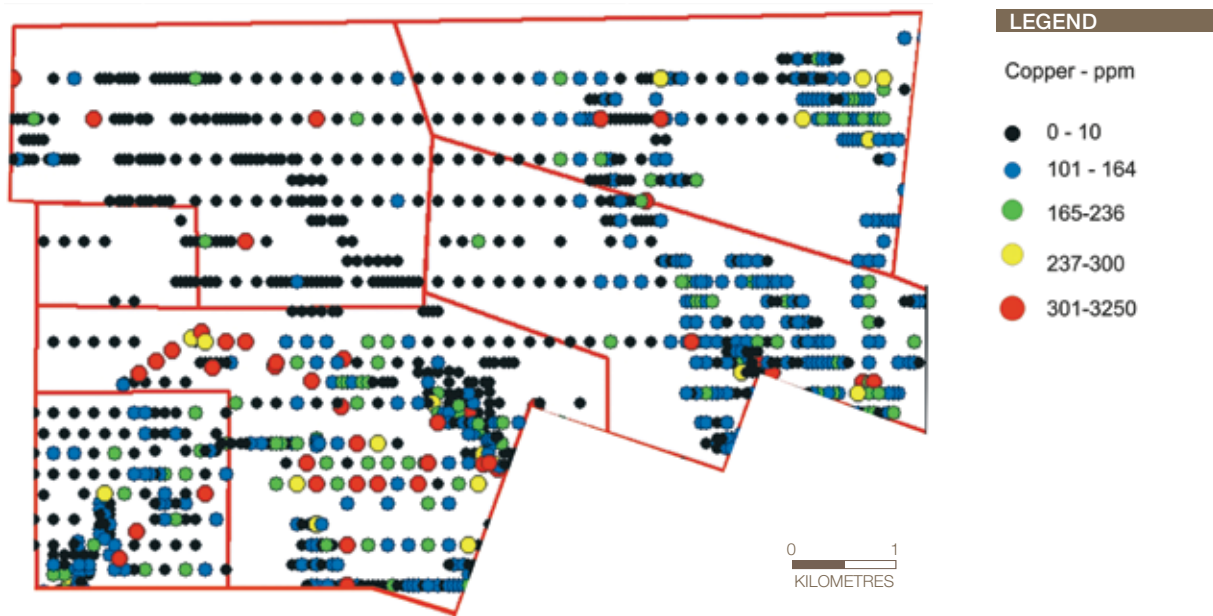 LEGEND
Copper - ppm
0 - 10
101 - 164
165-236
237-300
301-3250
0 1
KILOMETRES